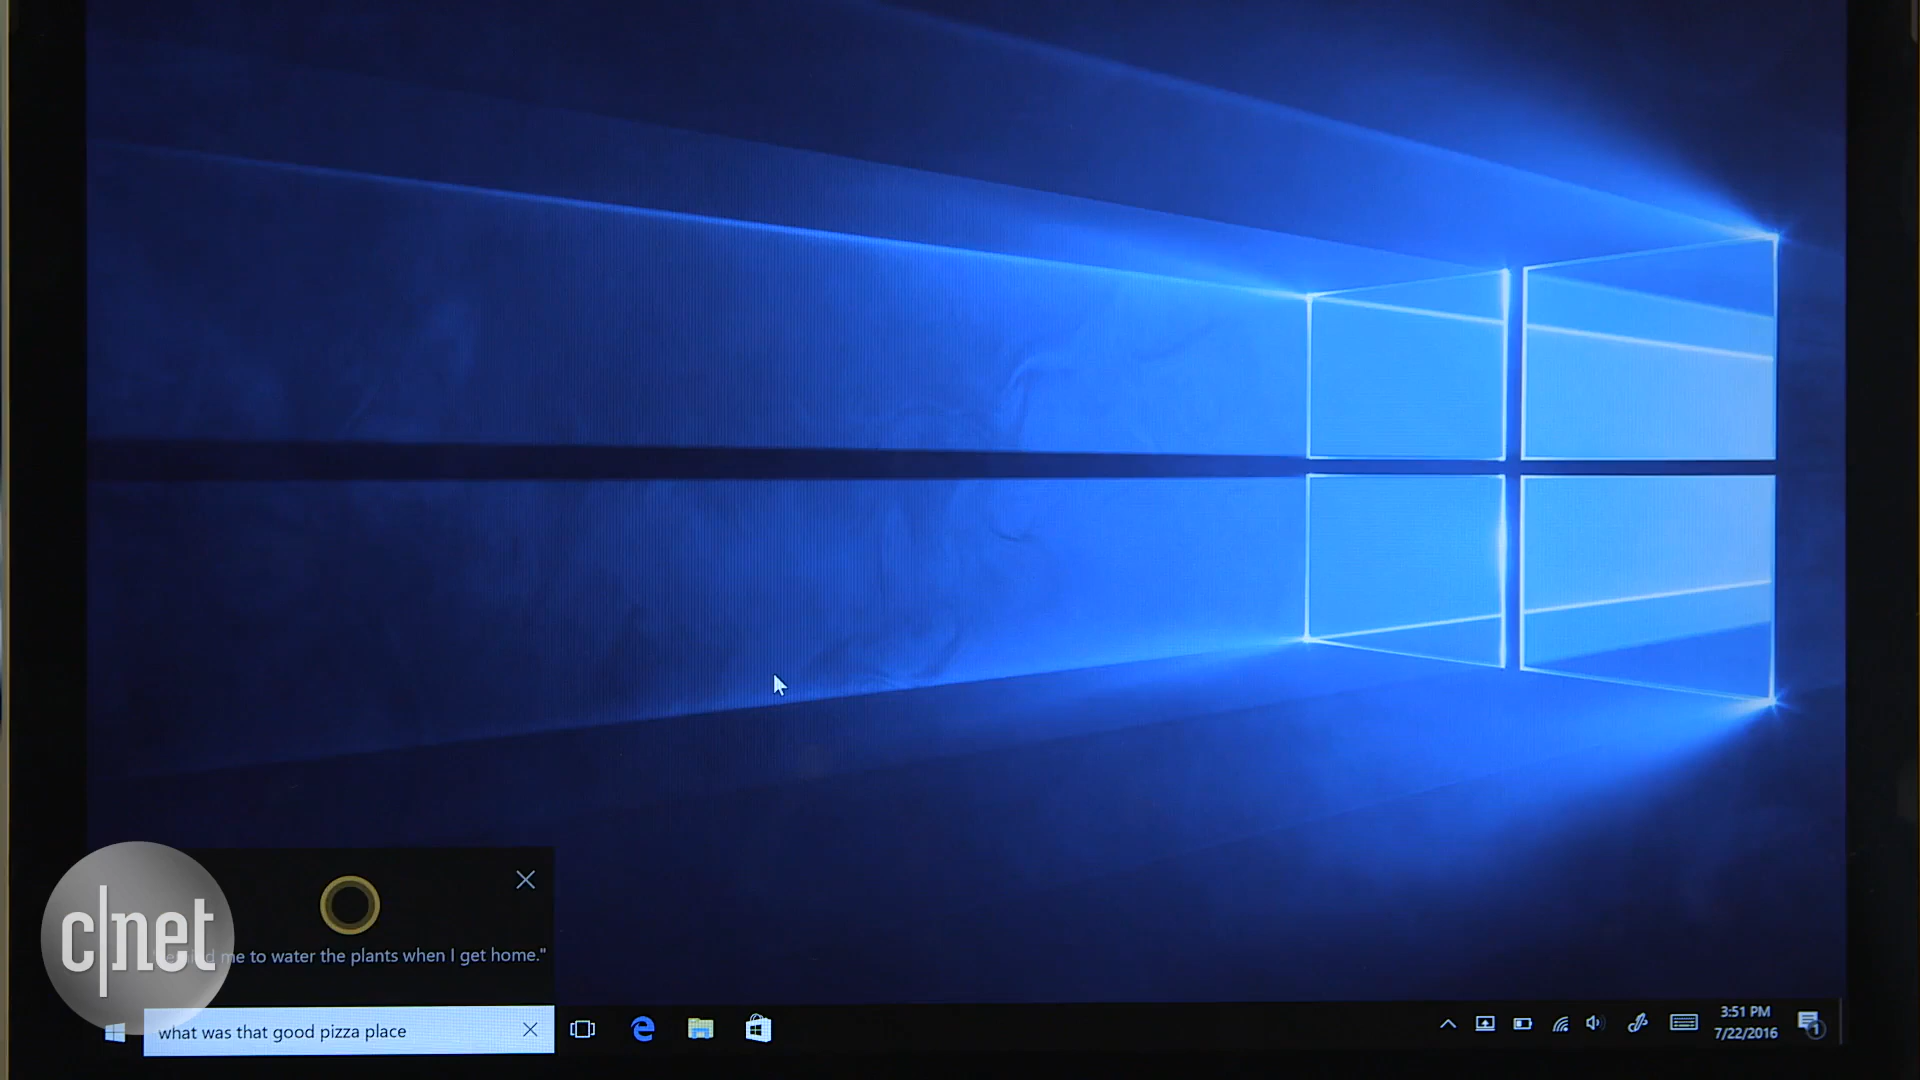 c|net
me to water the plants when I get home."
what was that good pizza place
3:51 PM
7/22/2016
1